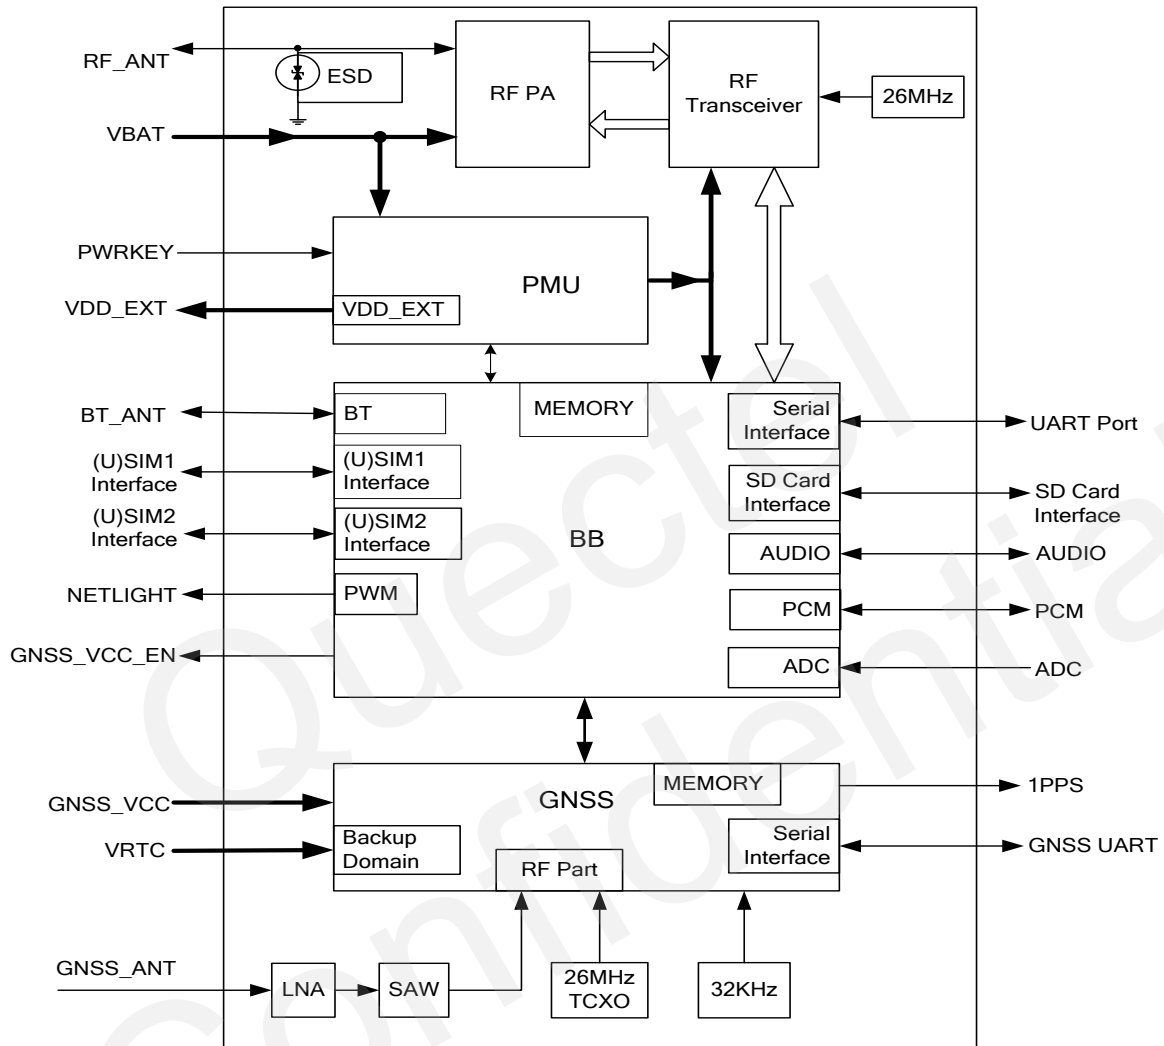 RF_ANT
ESD
RF PA
RF
Transceiver
26MHz
VBAT
PWRKEY
PMU
VDD_EXT
VDD_EXT
BT_ANT
BT
MEMORY
Serial
Interface
UART Port
(U)SIM1
Interface
(U)SIM1
Interface
SD Card
Interface
SD Card
Interface
(U)SIM2
Interface
(U)SIM2
Interface
BB
AUDIO
AUDIO
NETLIGHT
PWM
PCM
PCM
GNSS_VCC_EN
ADC
ADC
GNSS_VCC
GNSS
MEMORY
1PPS
VRTC
Backup
Domain
RF Part
Serial
Interface
GNSS UART
GNSS_ANT
LNA
SAW
26MHz
TCXO
32KHz
Quectel
Confidential